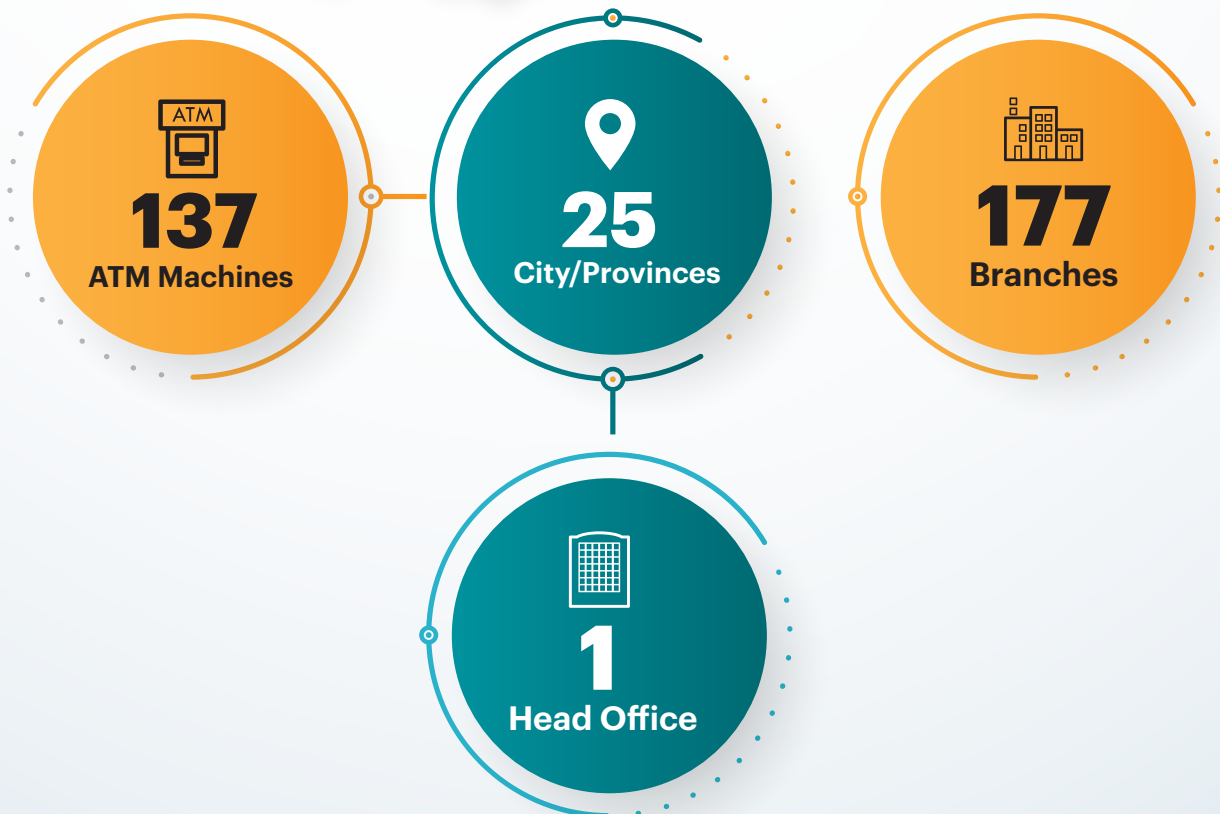 ATM
137
ATM Machines
25
City/Provinces
177
Branches
1
Head Office